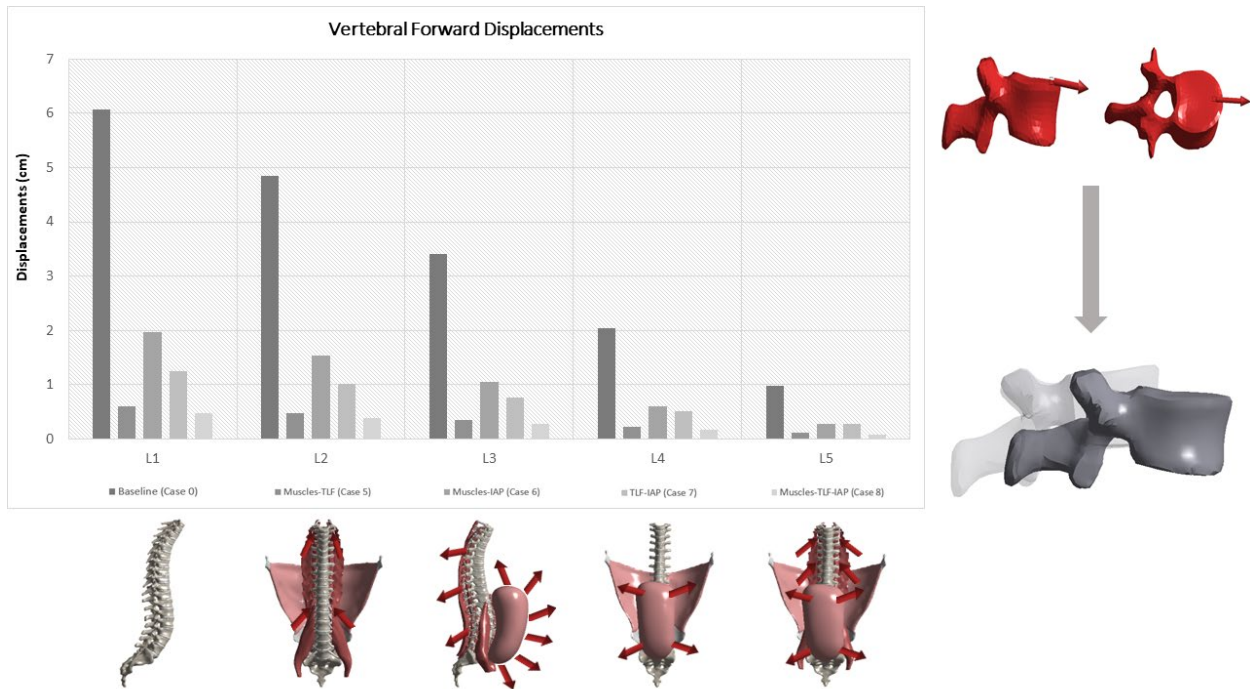 Vertebral Forward Displacements
Displacements (cm)
7
6
5
4
3
2
1
0
L1 L2 L3 L4 L5
Baseline (Case 0) Muscles-TLF (Case 5) Muscles-IAP (Case 6) TLF-IAP (Case 7) Muscles-TLF-IAP (Case 8)